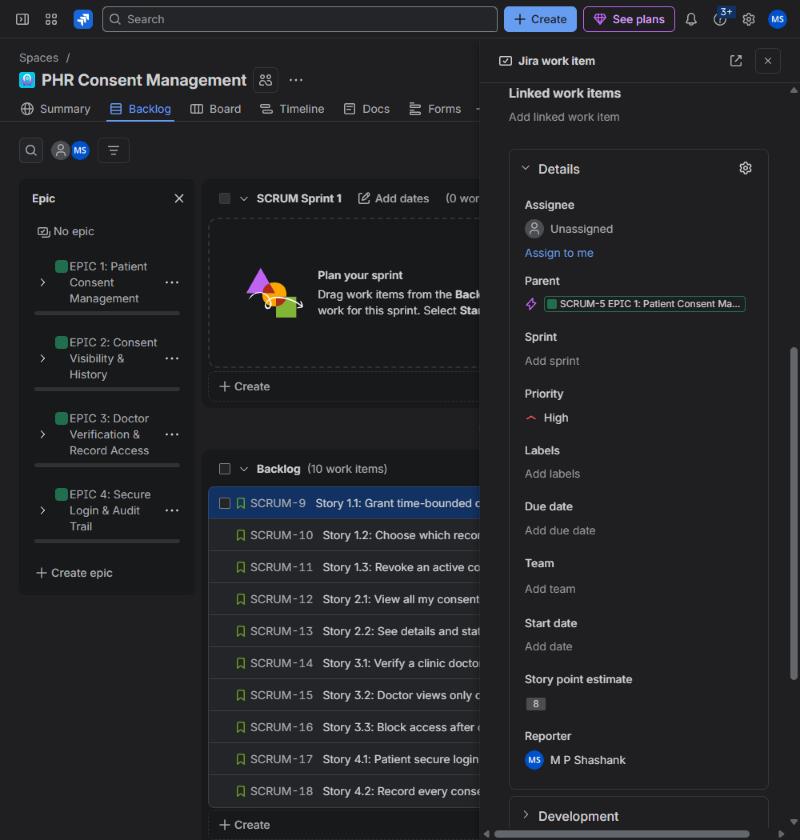 Search
Create
See plans
3+
MS
Spaces /
PHR Consent Management
Summary
Backlog
Board
Timeline
Docs
Forms
MS
Epic
No epic
EPIC 1: Patient
Consent
Management
EPIC 2: Consent
Visibility &
History
EPIC 3: Doctor
Verification &
Record Access
EPIC 4: Secure
Login & Audit
Trail
Create epic
SCRUM Sprint 1
Add dates
(0 wor
Plan your sprint
Drag work items from the Back
work for this sprint. Select Star
Create
Backlog (10 work items)
SCRUM-9 Story 1.1: Grant time-bounded
SCRUM-10 Story 1.2: Choose which recor
SCRUM-11 Story 1.3: Revoke an active co
SCRUM-12 Story 2.1: View all my consent
SCRUM-13 Story 2.2: See details and stat
SCRUM-14 Story 3.1: Verify a clinic docto
SCRUM-15 Story 3.2: Doctor views only
SCRUM-16 Story 3.3: Block access after
SCRUM-17 Story 4.1: Patient secure login
SCRUM-18 Story 4.2: Record every conse
Create
Jira work item
Linked work items
Add linked work item
Details
Assignee
Unassigned
Assign to me
Parent
SCRUM-5 EPIC 1: Patient Consent Ma...
Sprint
Add sprint
Priority
High
Labels
Add labels
Due date
Add due date
Team
Add team
Start date
Add date
Story point estimate
8
Reporter
MS M P Shashank
Development